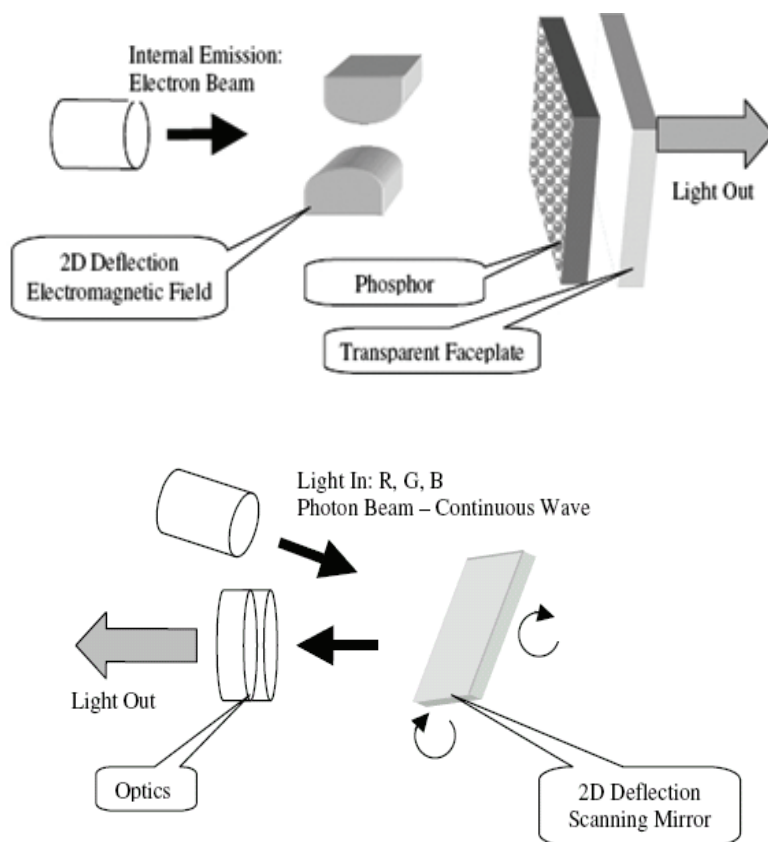 Internal Emission:
Electron Beam
Light Out
2D Deflection
Electromagnetic Field
Phosphor
Transparent Faceplate
Light In: R, G, B
Photon Beam – Continuous Wave
Light Out
Optics
2D Deflection
Scanning Mirror